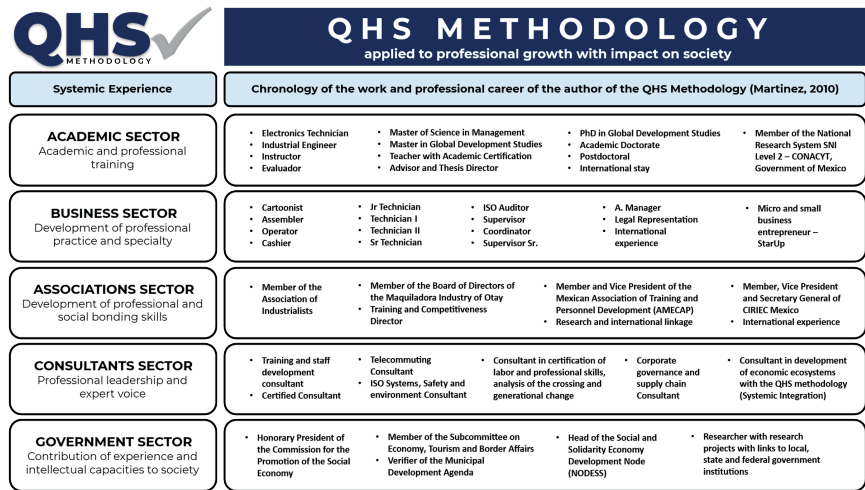 QHS
METHODOLOGY
QHS METHODOLOGY
applied to professional growth with impact on society
Systemic Experience
Chronology of the work and professional career of the author of the QHS Methodology (Martinez, 2010)
ACADEMIC SECTOR
Academic and professional
training
• Electronics Technician
• Industrial Engineer
• Instructor
• Evaluador
• Master of Science in Management
• Master in Global Development Studies
• Teacher with Academic Certification
• Advisor and Thesis Director
• PhD in Global Development Studies
• Academic Doctorate
• Postdoctoral
• International stay
• Member of the National
Research System SNI
Level 2 – CONACYT,
Government of Mexico
BUSINESS SECTOR
Development of professional
practice and specialty
• Cartoonist
• Assembler
• Operator
• Cashier
• Jr Technician
• Technician I
• Technician II
• Sr Technician
• ISO Auditor
• Supervisor
• Coordinator
• Supervisor Sr.
• A. Manager
• Legal Representation
• International
experience
• Micro and small
business
entrepreneur –
StarUp
ASSOCIATIONS SECTOR
Development of professional and
social bonding skills
• Member of the
Association of
Industrialists
• Member of the Board of Directors of
the Maquiladora Industry of Otay
• Training and Competitiveness
Director
• Member and Vice President of the
Mexican Association of Training and
Personnel Development (AMECAP)
• Research and international linkage
• Member, Vice President
and Secretary General of
CIRIEC Mexico
• International experience
CONSULTANTS SECTOR
Professional leadership and
expert voice
• Training and staff
development
consultant
• Certified Consultant
• Telecommuting
Consultant
• ISO Systems, Safety and
environment Consultant
• Consultant in certification of
labor and professional skills,
analysis of the crossing and
generational change
• Corporate
governance and
supply chain
Consultant
• Consultant in development
of economic ecosystems
with the QHS methodology
(Systemic Integration)
GOVERNMENT SECTOR
Contribution of experience and
intellectual capacities to society
• Honorary President of
the Commission for the
Promotion of the Social
Economy
• Member of the Subcommittee on
Economy, Tourism and Border Affairs
• Verifier of the Municipal
Development Agenda
• Head of the Social and
Solidarity Economy
Development Node
(NODESS)
• Researcher with research
projects with links to local,
state and federal government
institutions